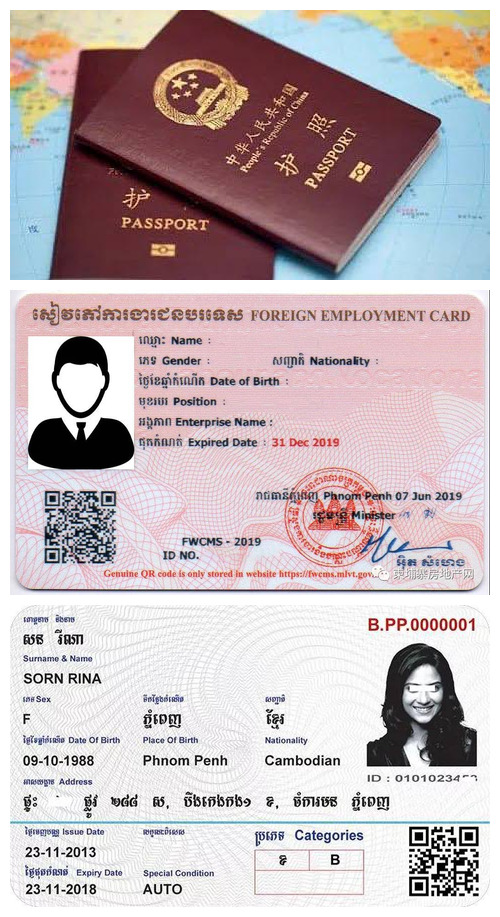 中华人民共和国
People's Republic of China
护照
PASSPORT
护
PASSPORT
សៀវភៅការងារជនបរទេស FOREIGN EMPLOYMENT CARD
ឈ្មោះ Name :
ភេទ Gender : សញ្ជាតិ Nationality :
ថ្ងៃខែឆ្នាំកំណើត Date of Birth :
មុខរបរ Position :
អង្គភាព Enterprise Name :
ផុតកំណត់ Expired Date : 31 Dec 2019
រាជធានីភ្នំពេញ Phnom Penh 07 Jun 2019
រដ្ឋមន្ត្រី Minister
FWCMS - 2019
ID NO.
អ៊ិត សំហេង
Genuine QR code is only stored in website https://fwcms.mlvt.gov
柬埔寨房地产网
គោត្តនាម និងនាម
B.PP.0000001
សន រីណា
Surname & Name
SORN RINA
ភេទ Sex ទីកន្លែងកំណើត សញ្ជាតិ
F ភ្នំពេញ ខ្មែរ
ថ្ងៃខែឆ្នាំកំណើត Date Of Birth Place Of Birth Nationality
09-10-1988 Phnom Penh Cambodian
ID : 0101023
អាសយដ្ឋាន Address
ផ្ទះ ផ្លូវ ២៨៨ ស, បឹងកេងកង១ ខ, ចំការមន ភ្នំពេញ
ថ្ងៃចេញប័ណ្ណ Issue Date លក្ខខណ្ឌពិសេស ប្រភេទ Categories
23-11-2013 ខ B
ថ្ងៃផុតកំណត់ Expiry Date Special Condition
23-11-2018 AUTO